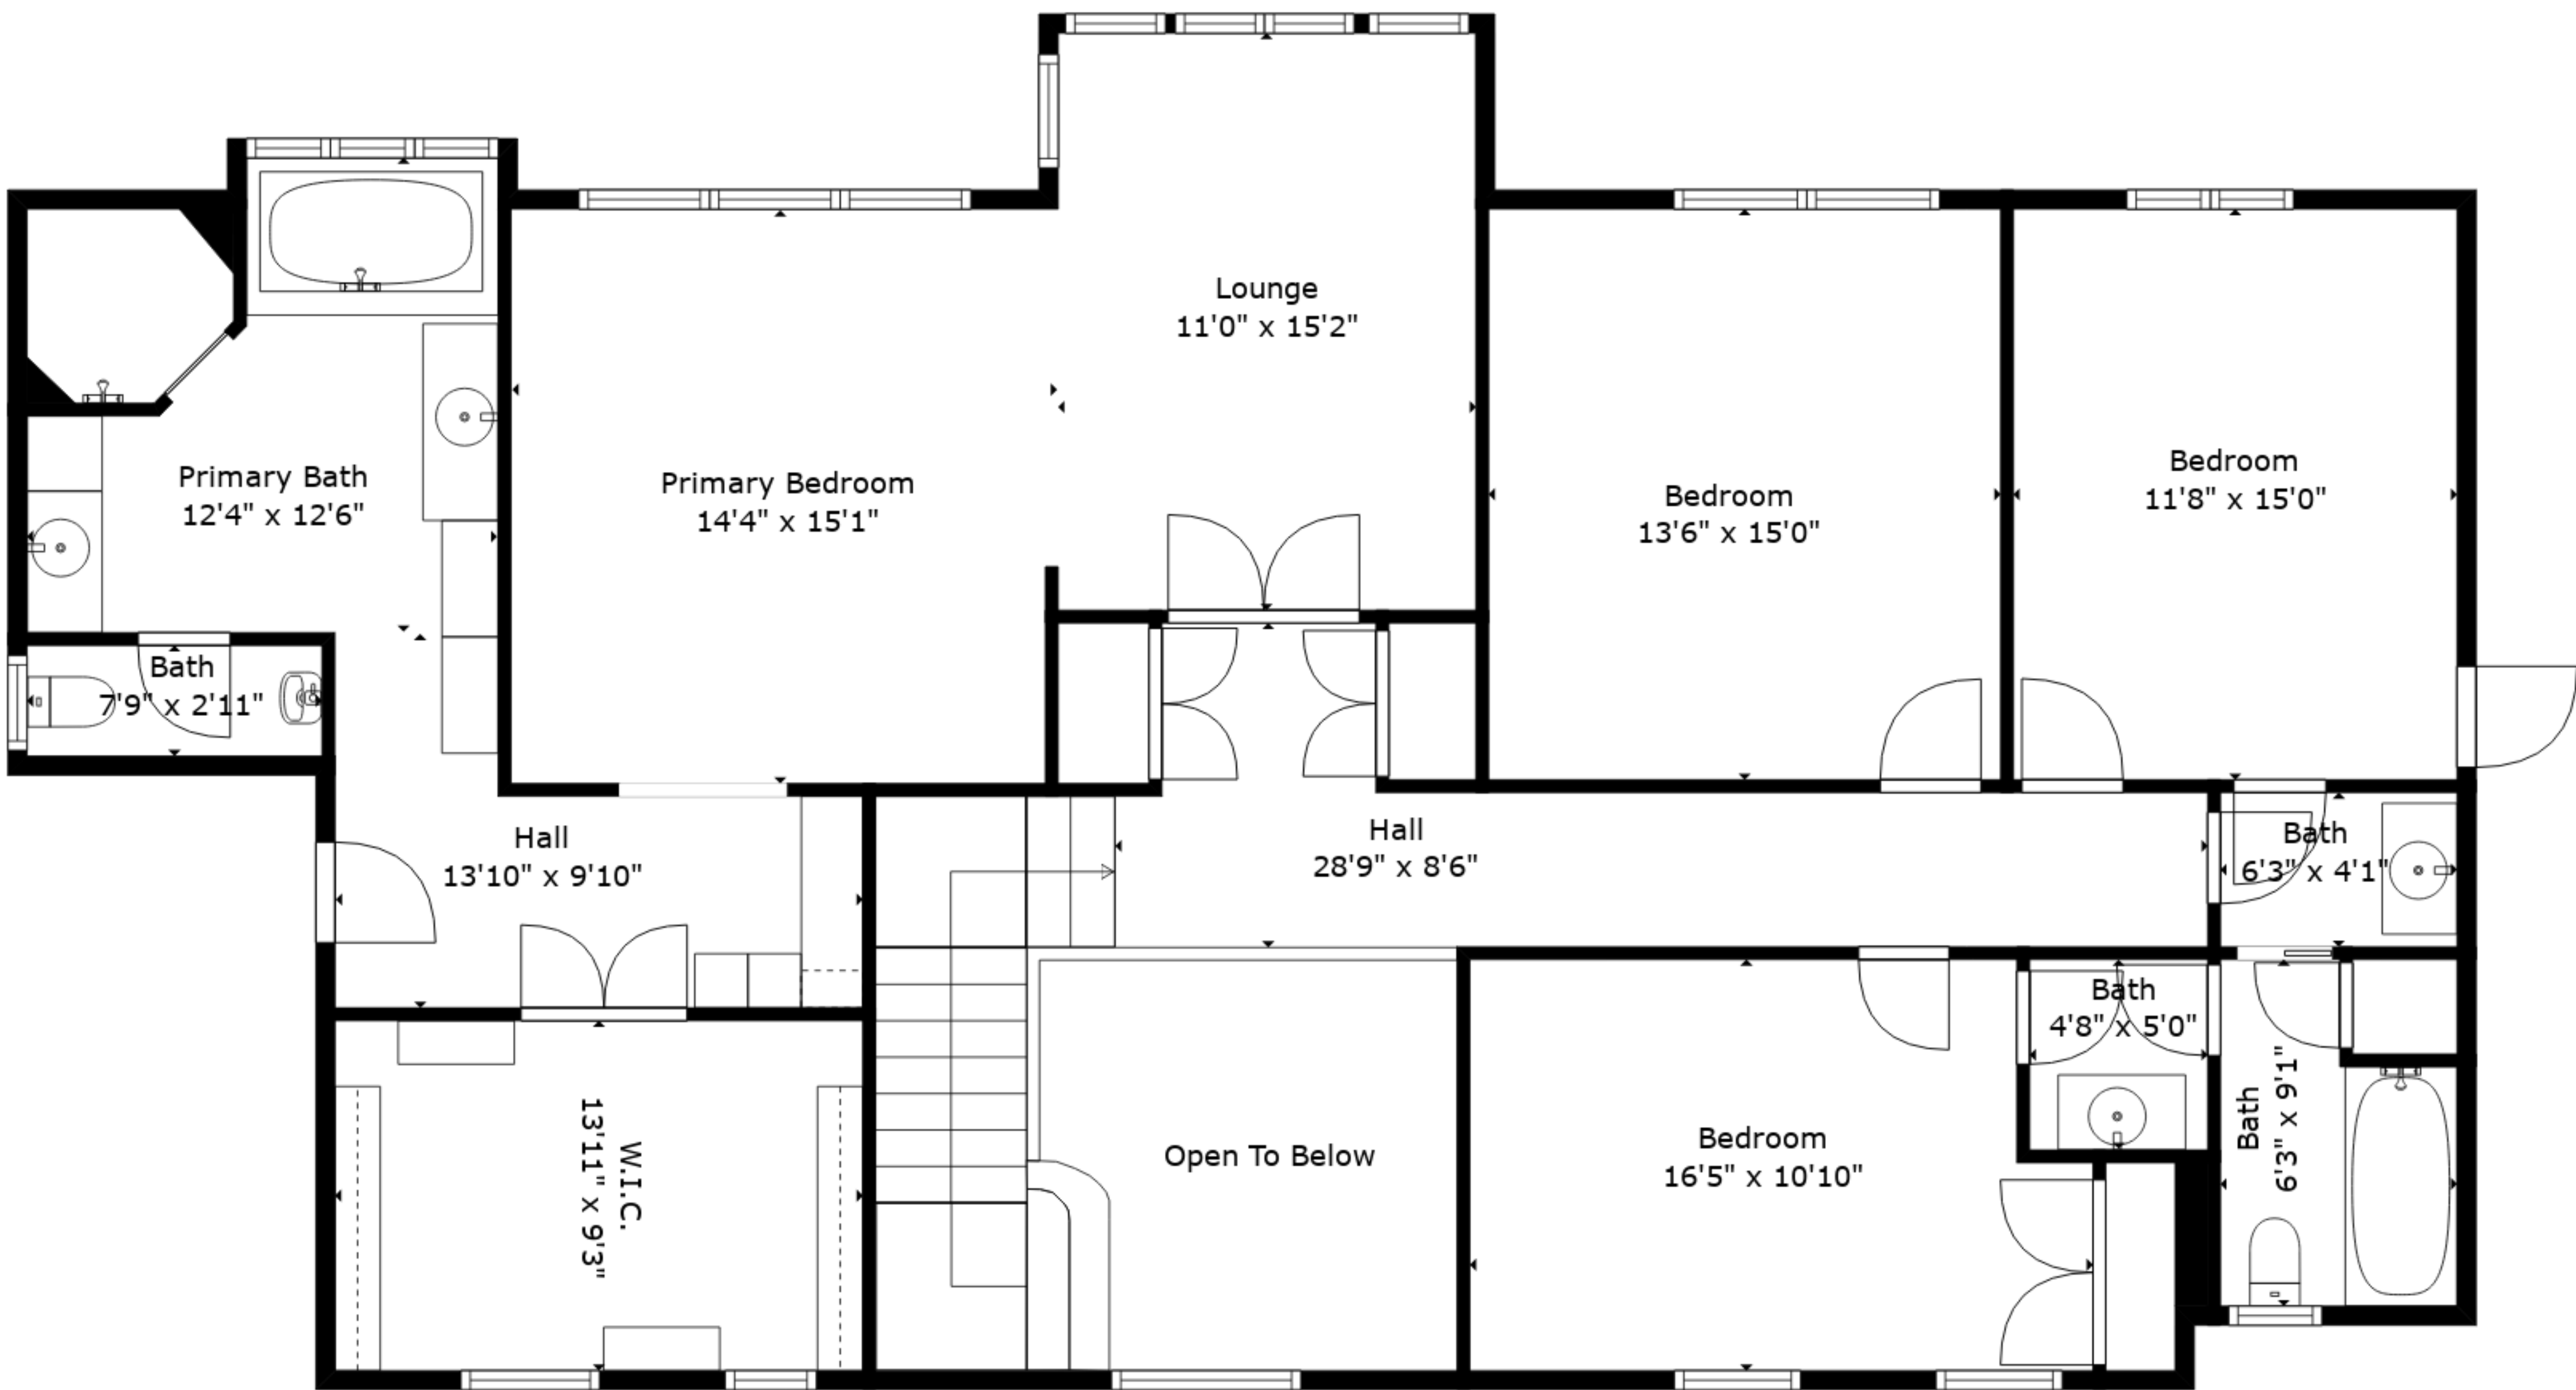 Lounge
11'0" x 15'2"
Primary Bath
12'4" x 12'6"
Primary Bedroom
14'4" x 15'1"
Bedroom
13'6" x 15'0"
Bedroom
11'8" x 15'0"
Bath
7'9" x 2'11"
Hall
13'10" x 9'10"
Hall
28'9" x 8'6"
Bath
6'3" x 4'1"
Bath
4'8" x 5'0"
Bath
6'3" x 9'1"
W.I.C.
13'11" x 9'3"
Open To Below
Bedroom
16'5" x 10'10"